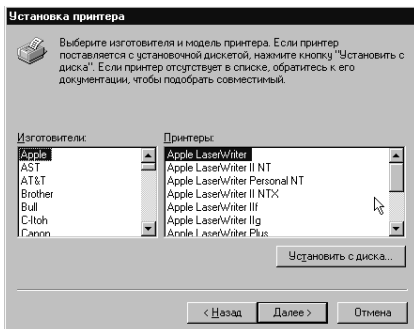 Установка принтера
Выберите изготовителя и модель принтера. Если принтер
поставляется с установочной дискетой, нажмите кнопку "Установить с
диска". Если принтер отсутствует в списке, обратитесь к его
документации, чтобы подобрать совместимый.
Изготовители:
Apple
AST
AT&T
Brother
Bull
C-Itoh
Canon
Принтеры:
Apple LaserWriter
Apple LaserWriter II NT
Apple LaserWriter Personal NT
Apple LaserWriter II NTX
Apple LaserWriter IIf
Apple LaserWriter IIg
Apple LaserWriter Plus
Установить с диска...
< Назад
Далее >
Отмена